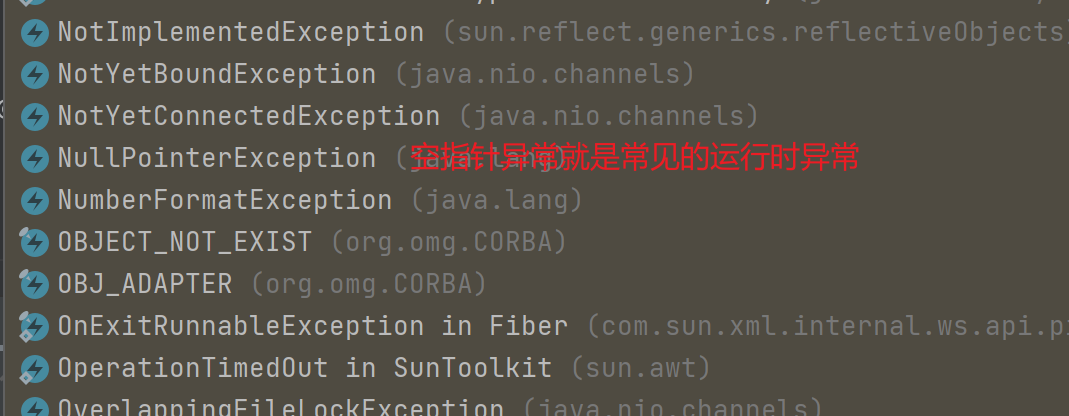 NotImplementedException (sun.reflect.generics.reflectiveObjects)
NotYetBoundException (java.nio.channels)
NotYetConnectedException (java.nio.channels)
NullPointerException (java.lang) 空指针异常就是常见的运行时异常
NumberFormatException (java.lang)
OBJECT_NOT_EXIST (org.omg.CORBA)
OBJ_ADAPTER (org.omg.CORBA)
OnExitRunnableException in Fiber (com.sun.xml.internal.ws.api.pi
OperationTimedOut in SunToolkit (sun.awt)
OverlappingFileLockException (java.nio.channels)